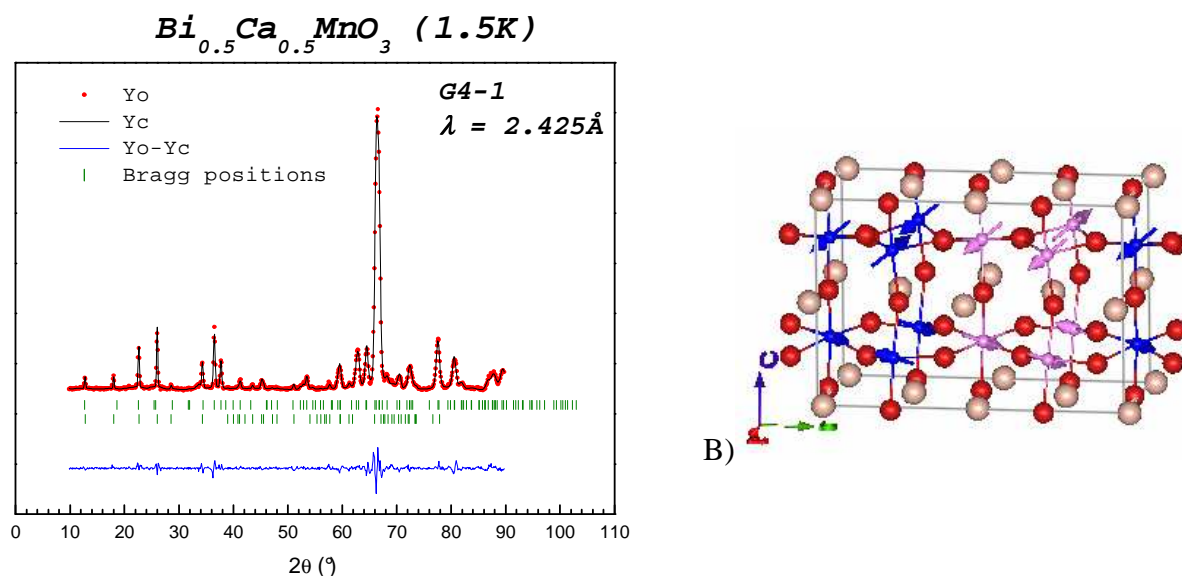 Bi0.5Ca0.5MnO3 (1.5K)
G4-1
λ = 2.425Å
Yo
Yc
Yo-Yc
Bragg positions
0 10 20 30 40 50 60 70 80 90 100 110
2θ (°)
B)